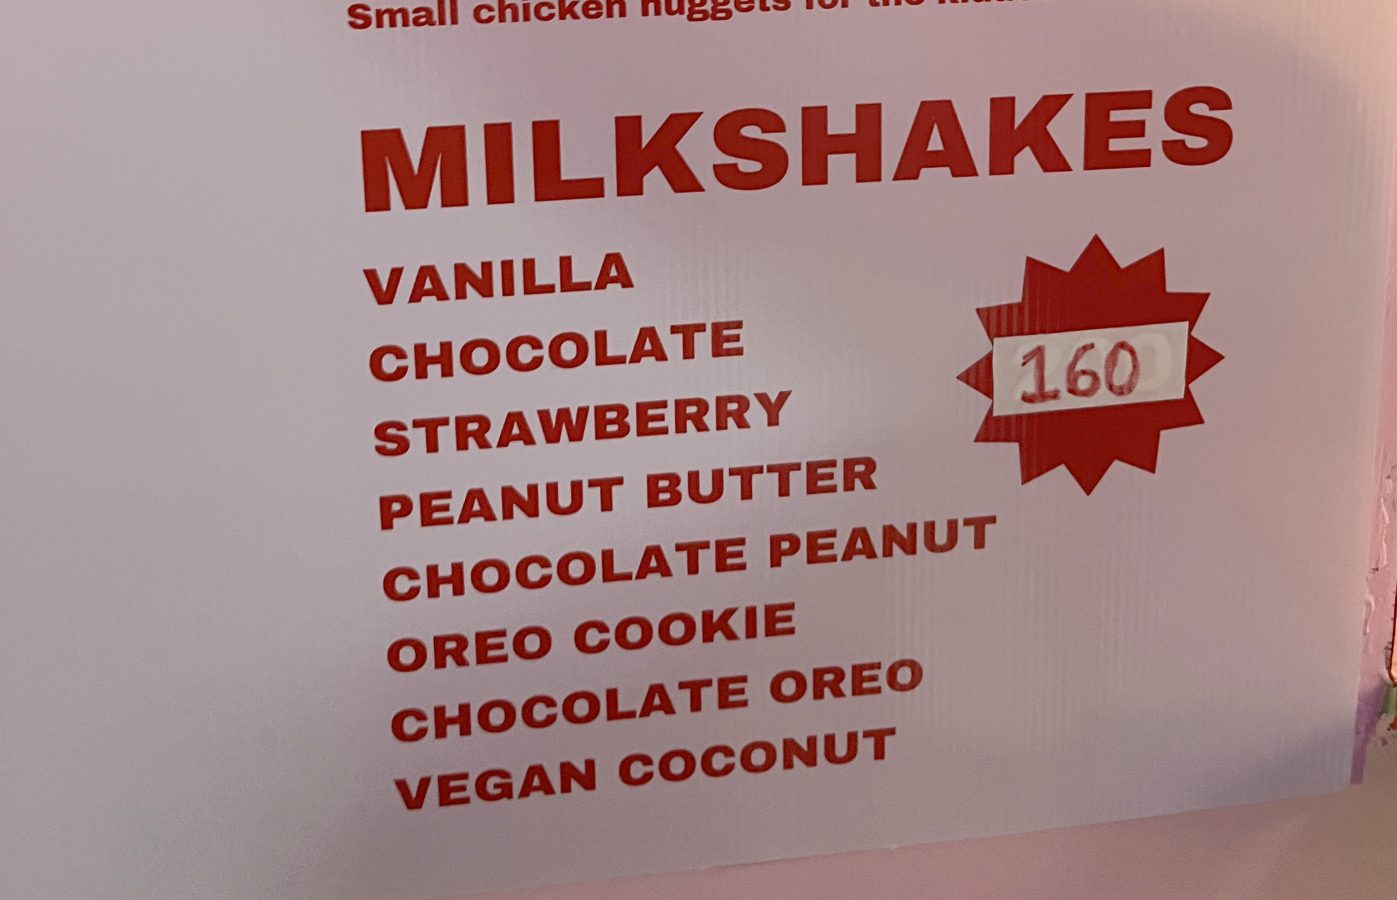 Small chicken nuggets for the
MILKSHAKES
VANILLA
CHOCOLATE
STRAWBERRY
PEANUT BUTTER
CHOCOLATE PEANUT
OREO COOKIE
CHOCOLATE OREO
VEGAN COCONUT
160